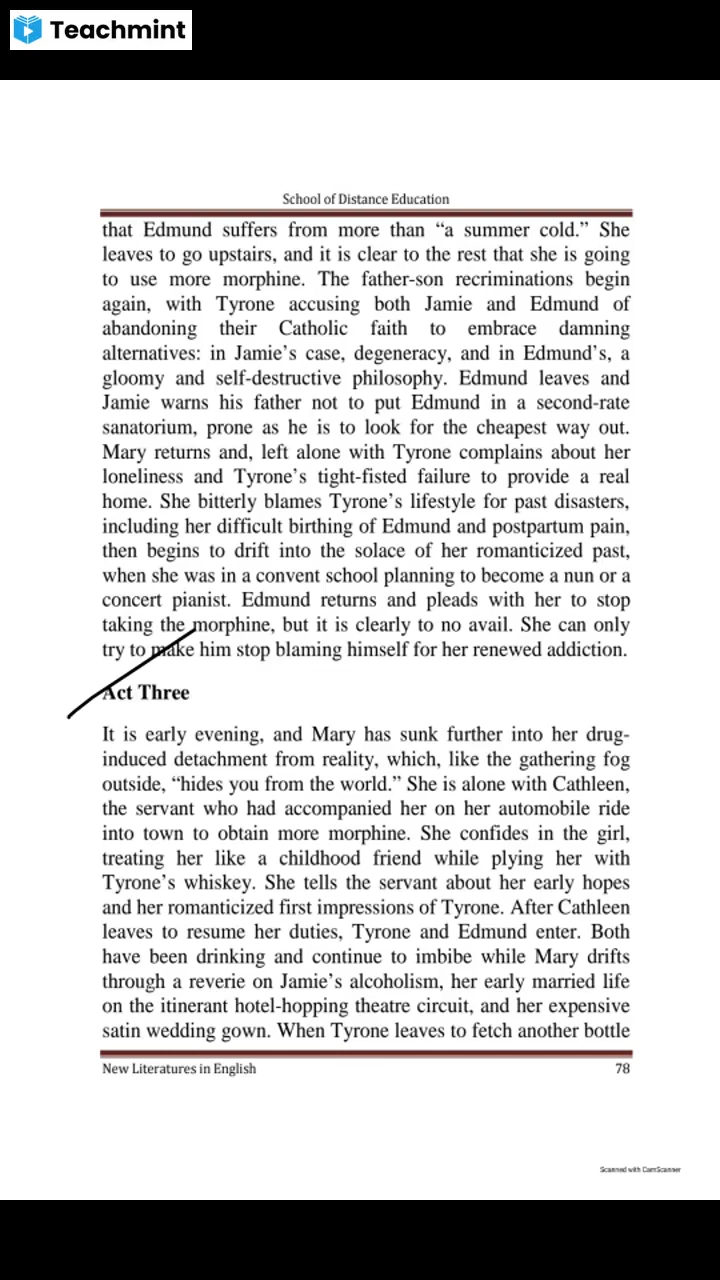 Teachmint
School of Distance Education
that Edmund suffers from more than “a summer cold.” She
leaves to go upstairs, and it is clear to the rest that she is going
to use more morphine. The father-son recriminations begin
again, with Tyrone accusing both Jamie and Edmund of
abandoning their Catholic faith to embrace damning
alternatives: in Jamie’s case, degeneracy, and in Edmund’s, a
gloomy and self-destructive philosophy. Edmund leaves and
Jamie warns his father not to put Edmund in a second-rate
sanatorium, prone as he is to look for the cheapest way out.
Mary returns and, left alone with Tyrone complains about her
loneliness and Tyrone’s tight-fisted failure to provide a real
home. She bitterly blames Tyrone’s lifestyle for past disasters,
including her difficult birthing of Edmund and postpartum pain,
then begins to drift into the solace of her romanticized past,
when she was in a convent school planning to become a nun or a
concert pianist. Edmund returns and pleads with her to stop
taking the morphine, but it is clearly to no avail. She can only
try to make him stop blaming himself for her renewed addiction.
Act Three
It is early evening, and Mary has sunk further into her drug-
induced detachment from reality, which, like the gathering fog
outside, “hides you from the world.” She is alone with Cathleen,
the servant who had accompanied her on her automobile ride
into town to obtain more morphine. She confides in the girl,
treating her like a childhood friend while plying her with
Tyrone’s whiskey. She tells the servant about her early hopes
and her romanticized first impressions of Tyrone. After Cathleen
leaves to resume her duties, Tyrone and Edmund enter. Both
have been drinking and continue to imbibe while Mary drifts
through a reverie on Jamie’s alcoholism, her early married life
on the itinerant hotel-hopping theatre circuit, and her expensive
satin wedding gown. When Tyrone leaves to fetch another bottle
New Literatures in English 78
Scanned with CamScanner